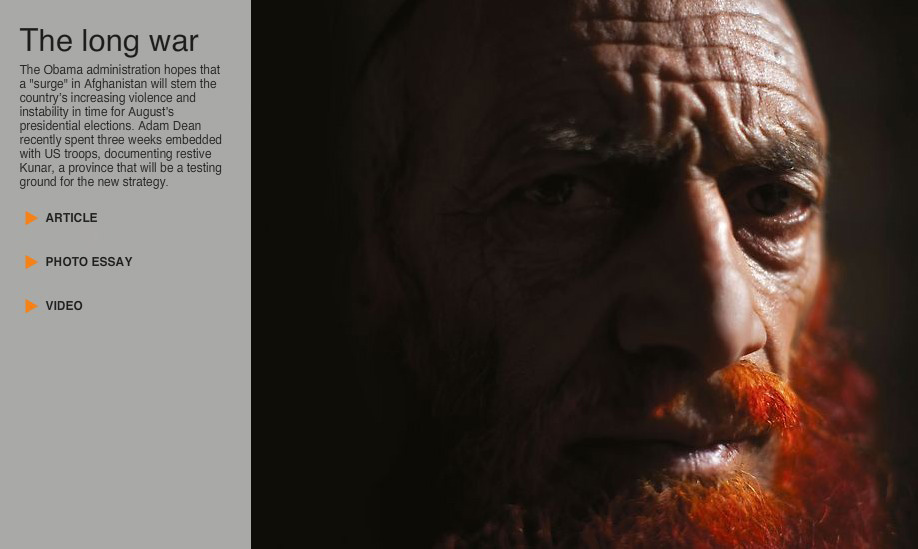 The long war
The Obama administration hopes that
a "surge" in Afghanistan will stem the
country's increasing violence and
instability in time for August's
presidential elections. Adam Dean
recently spent three weeks embedded
with US troops, documenting restive
Kunar, a province that will be a testing
ground for the new strategy.
ARTICLE
PHOTO ESSAY
VIDEO